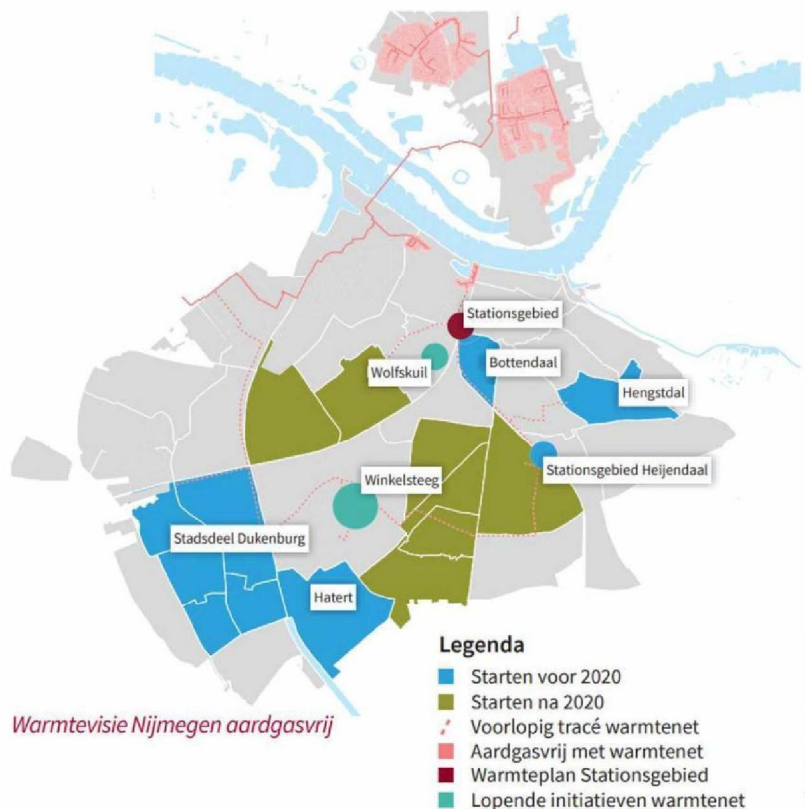 Stationsgebied
Wolfskuil
Bottendaal
Hengstdal
Stationsgebied Heijendaal
Winkelsteeg
Stadsdeel Dukenburg
Hatert
Legenda
Starten voor 2020
Starten na 2020
Voorlopig tracé warmtenet
Aardgasvrij met warmtenet
Warmteplan Stationsgebied
Lopende initiatieven warmtenet
Warmtevisie Nijmegen aardgasvrij